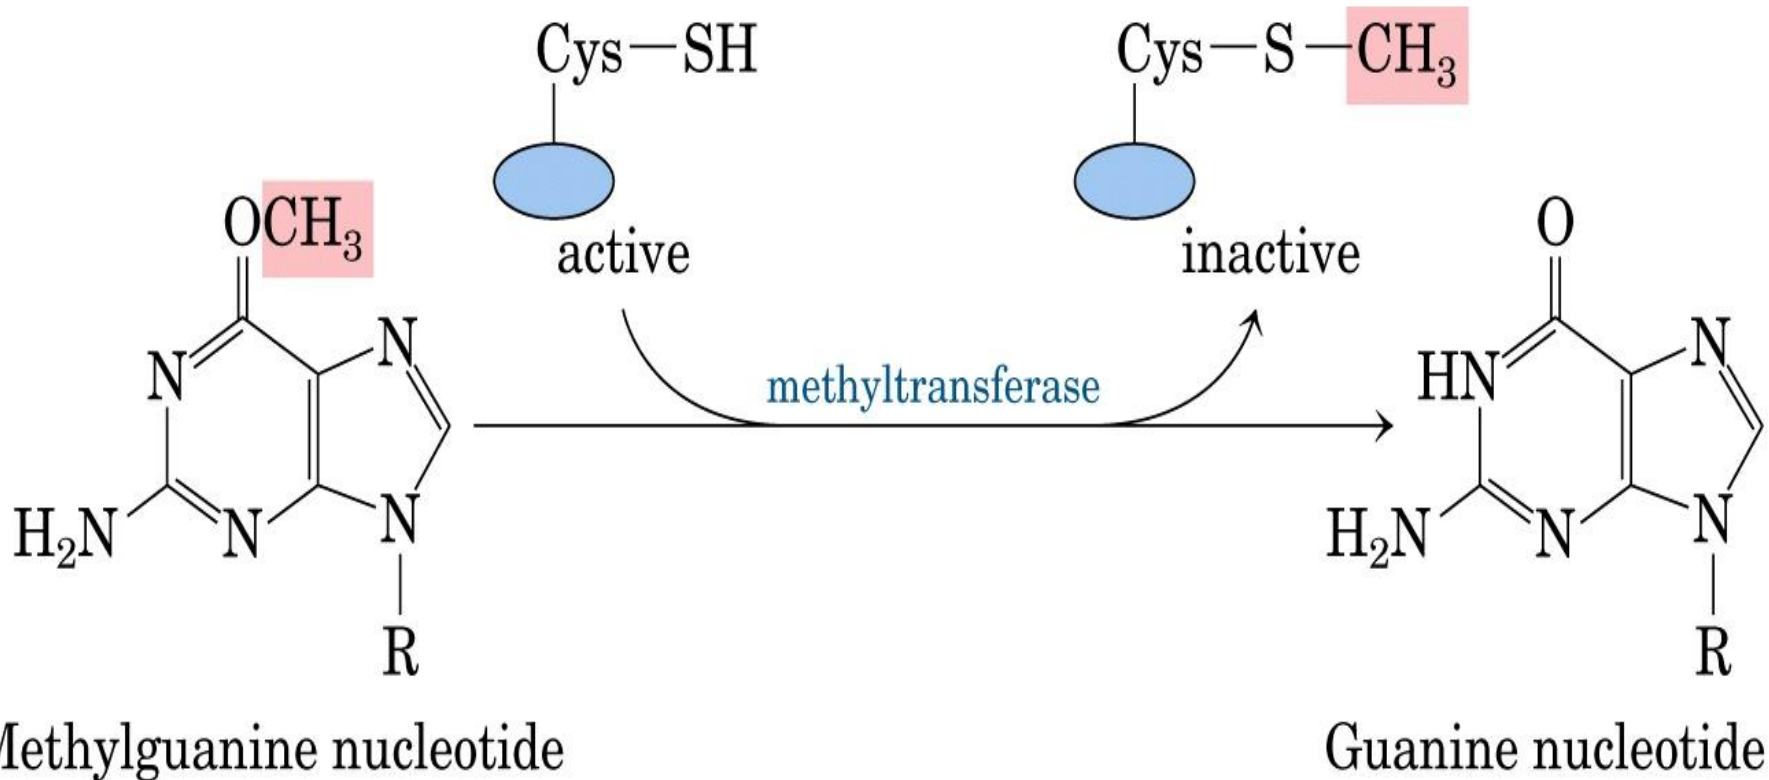 Cys—SH
Cys—S—CH₃
active
inactive
OCH₃
N
N
H₂N
N
N
R
methyltransferase
O
HN
N
H₂N
N
N
R
Methylguanine nucleotide
Guanine nucleotide